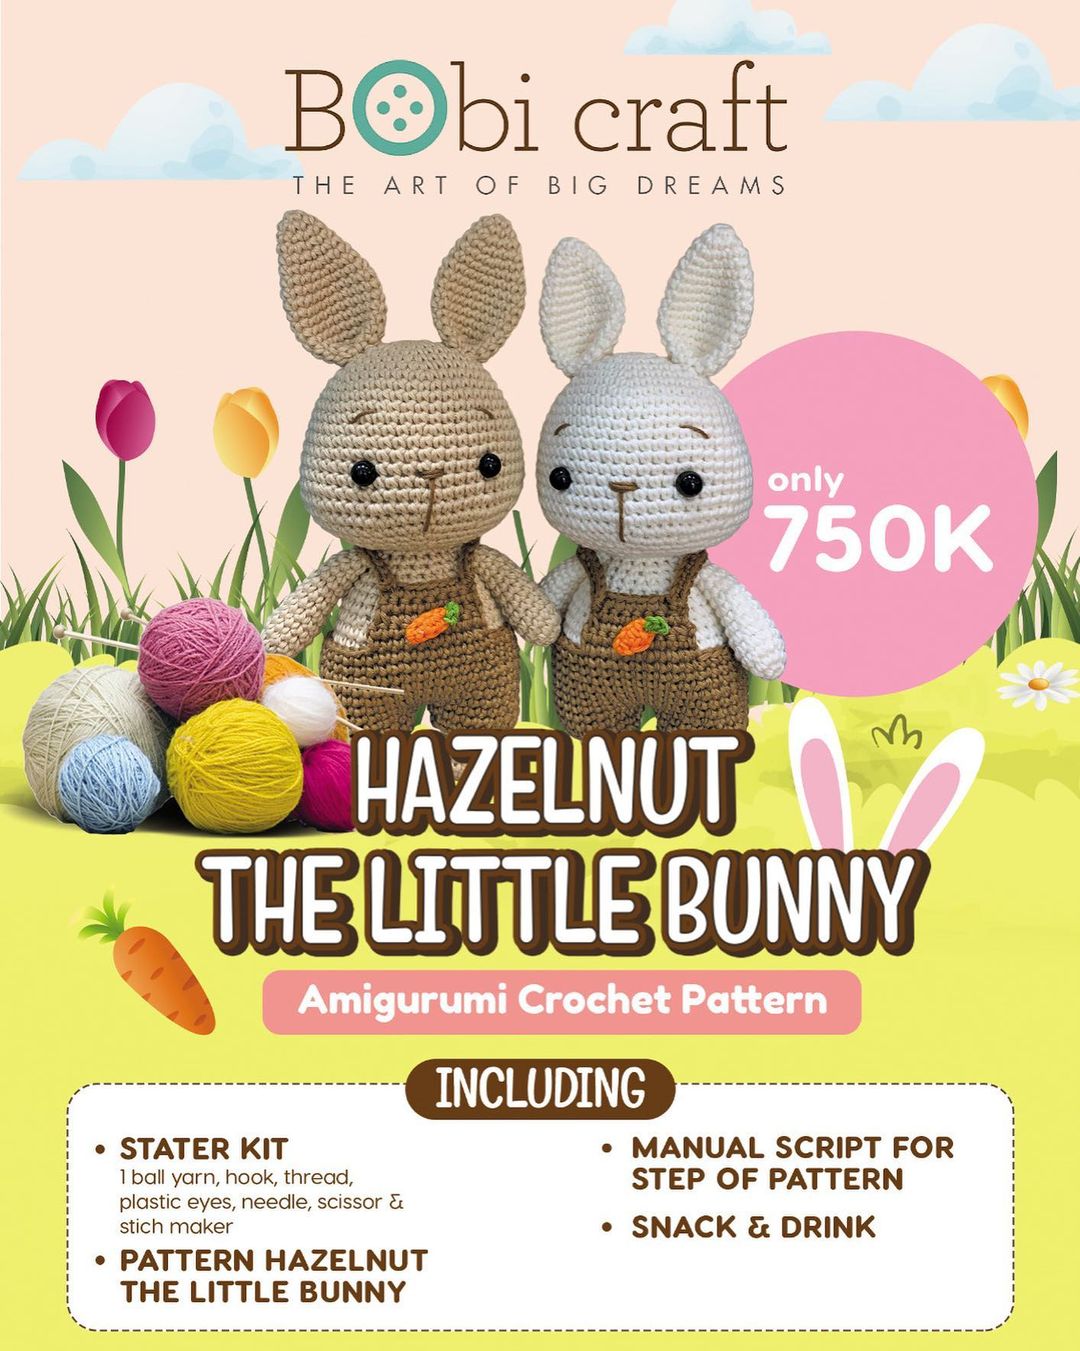 Bobi craft
THE ART OF BIG DREAMS
only
750K
HAZELNUT
THE LITTLE BUNNY
Amigurumi Crochet Pattern
INCLUDING
• STATER KIT
1 ball yarn, hook, thread,
plastic eyes, needle, scissor &
stich maker
• PATTERN HAZELNUT
THE LITTLE BUNNY
• MANUAL SCRIPT FOR
STEP OF PATTERN
• SNACK & DRINK